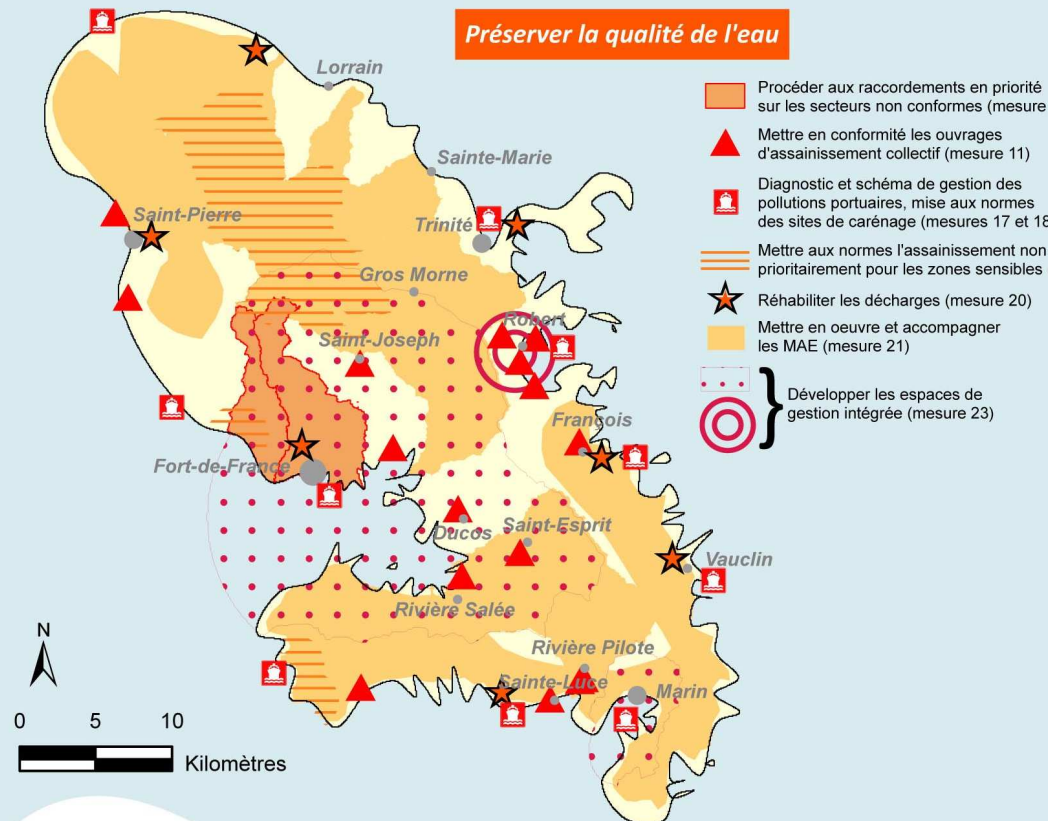 Préserver la qualité de l'eau
Procéder aux raccordements en priorité
sur les secteurs non conformes (mesure
Mettre en conformité les ouvrages
d'assainissement collectif (mesure 11)
Diagnostic et schéma de gestion des
pollutions portuaires, mise aux normes
des sites de carénage (mesures 17 et 18
Mettre aux normes l'assainissement non
prioritairement pour les zones sensibles
Réhabiliter les décharges (mesure 20)
Mettre en oeuvre et accompagner
les MAE (mesure 21)
Développer les espaces de
gestion intégrée (mesure 23)
Lorrain
Sainte-Marie
Saint-Pierre
Trinité
Gros Morne
Robert
Saint-Joseph
François
Fort-de-France
Ducos
Saint-Esprit
Vauclin
Rivière Salée
Rivière Pilote
Sainte-Luce
Marin
N
0 5 10
Kilomètres